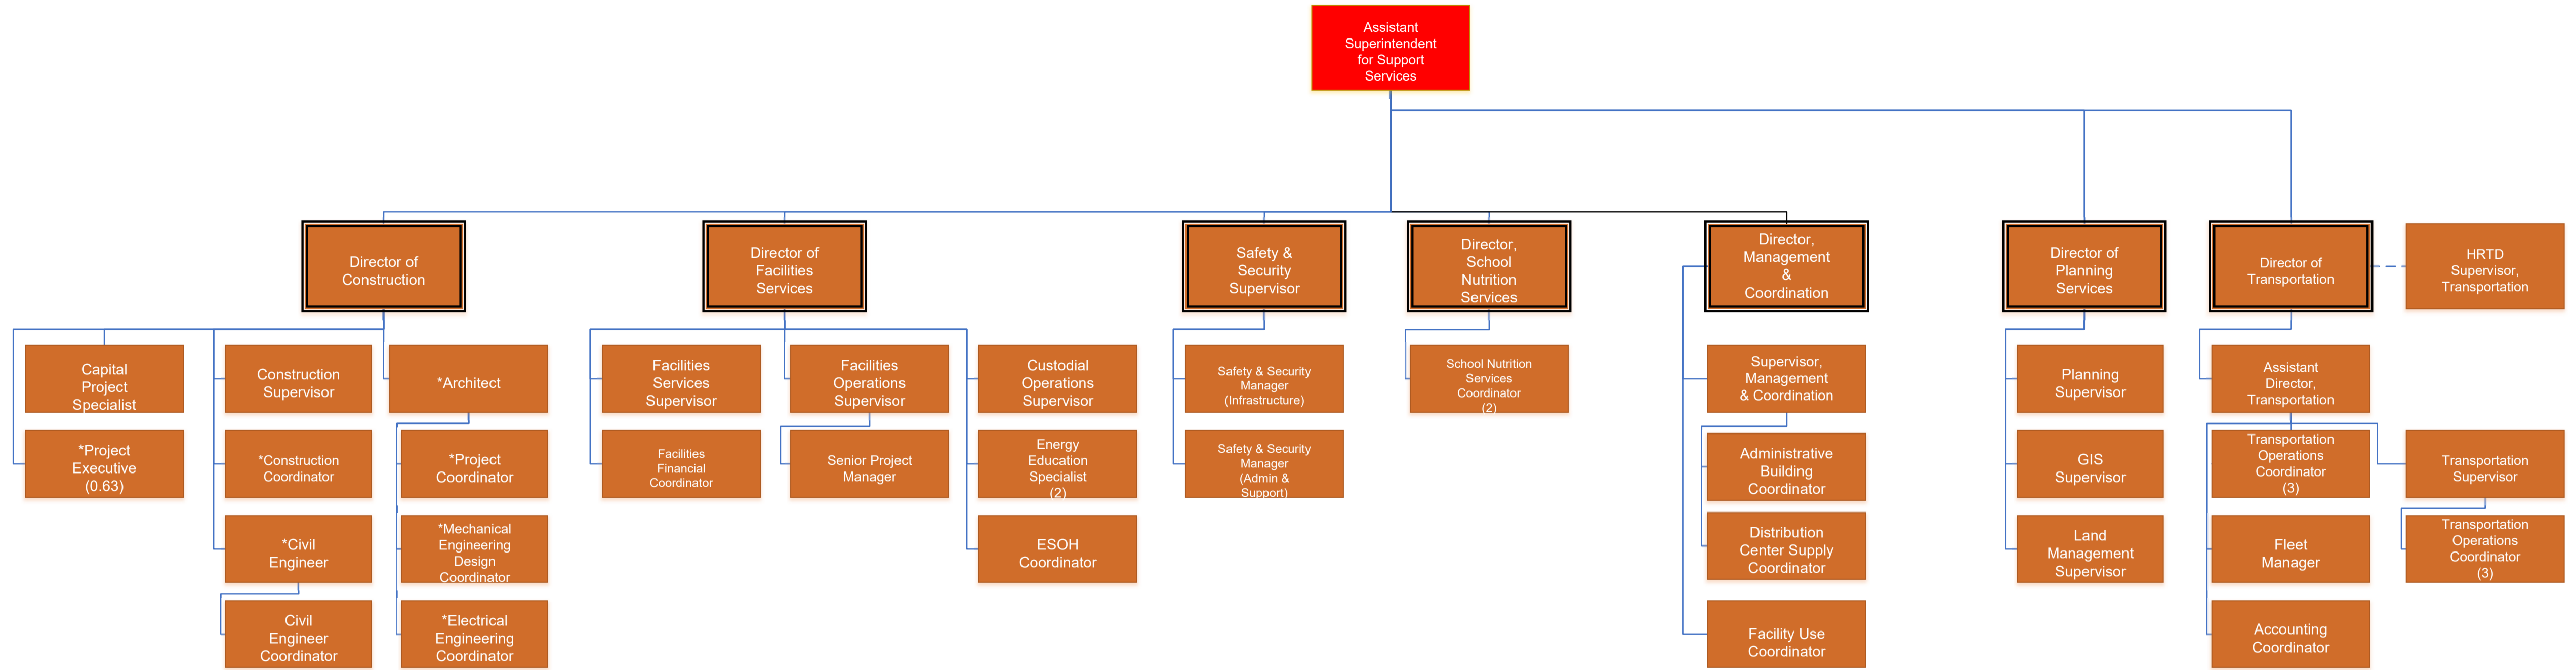 Assistant
Superintendent
for Support
Services
Director of
Construction
Director of
Facilities
Services
Safety &
Security
Supervisor
Director,
School
Nutrition
Services
Director,
Management
&
Coordination
Director of
Planning
Services
Director of
Transportation
HRTD
Supervisor,
Transportation
Capital
Project
Specialist
*Project
Executive
(0.63)
Construction
Supervisor
*Construction
Coordinator
*Civil
Engineer
Civil
Engineer
Coordinator
*Architect
*Project
Coordinator
*Mechanical
Engineering
Design
Coordinator
*Electrical
Engineering
Coordinator
Facilities
Services
Supervisor
Facilities
Financial
Coordinator
Facilities
Operations
Supervisor
Senior Project
Manager
Custodial
Operations
Supervisor
Energy
Education
Specialist
(2)
ESOH
Coordinator
Safety & Security
Manager
(Infrastructure)
Safety & Security
Manager
(Admin &
Support)
School Nutrition
Services
Coordinator
(2)
Supervisor,
Management
& Coordination
Administrative
Building
Coordinator
Distribution
Center Supply
Coordinator
Facility Use
Coordinator
Planning
Supervisor
GIS
Supervisor
Land
Management
Supervisor
Assistant
Director,
Transportation
Transportation
Operations
Coordinator
(3)
Fleet
Manager
Accounting
Coordinator
Transportation
Supervisor
Transportation
Operations
Coordinator
(3)